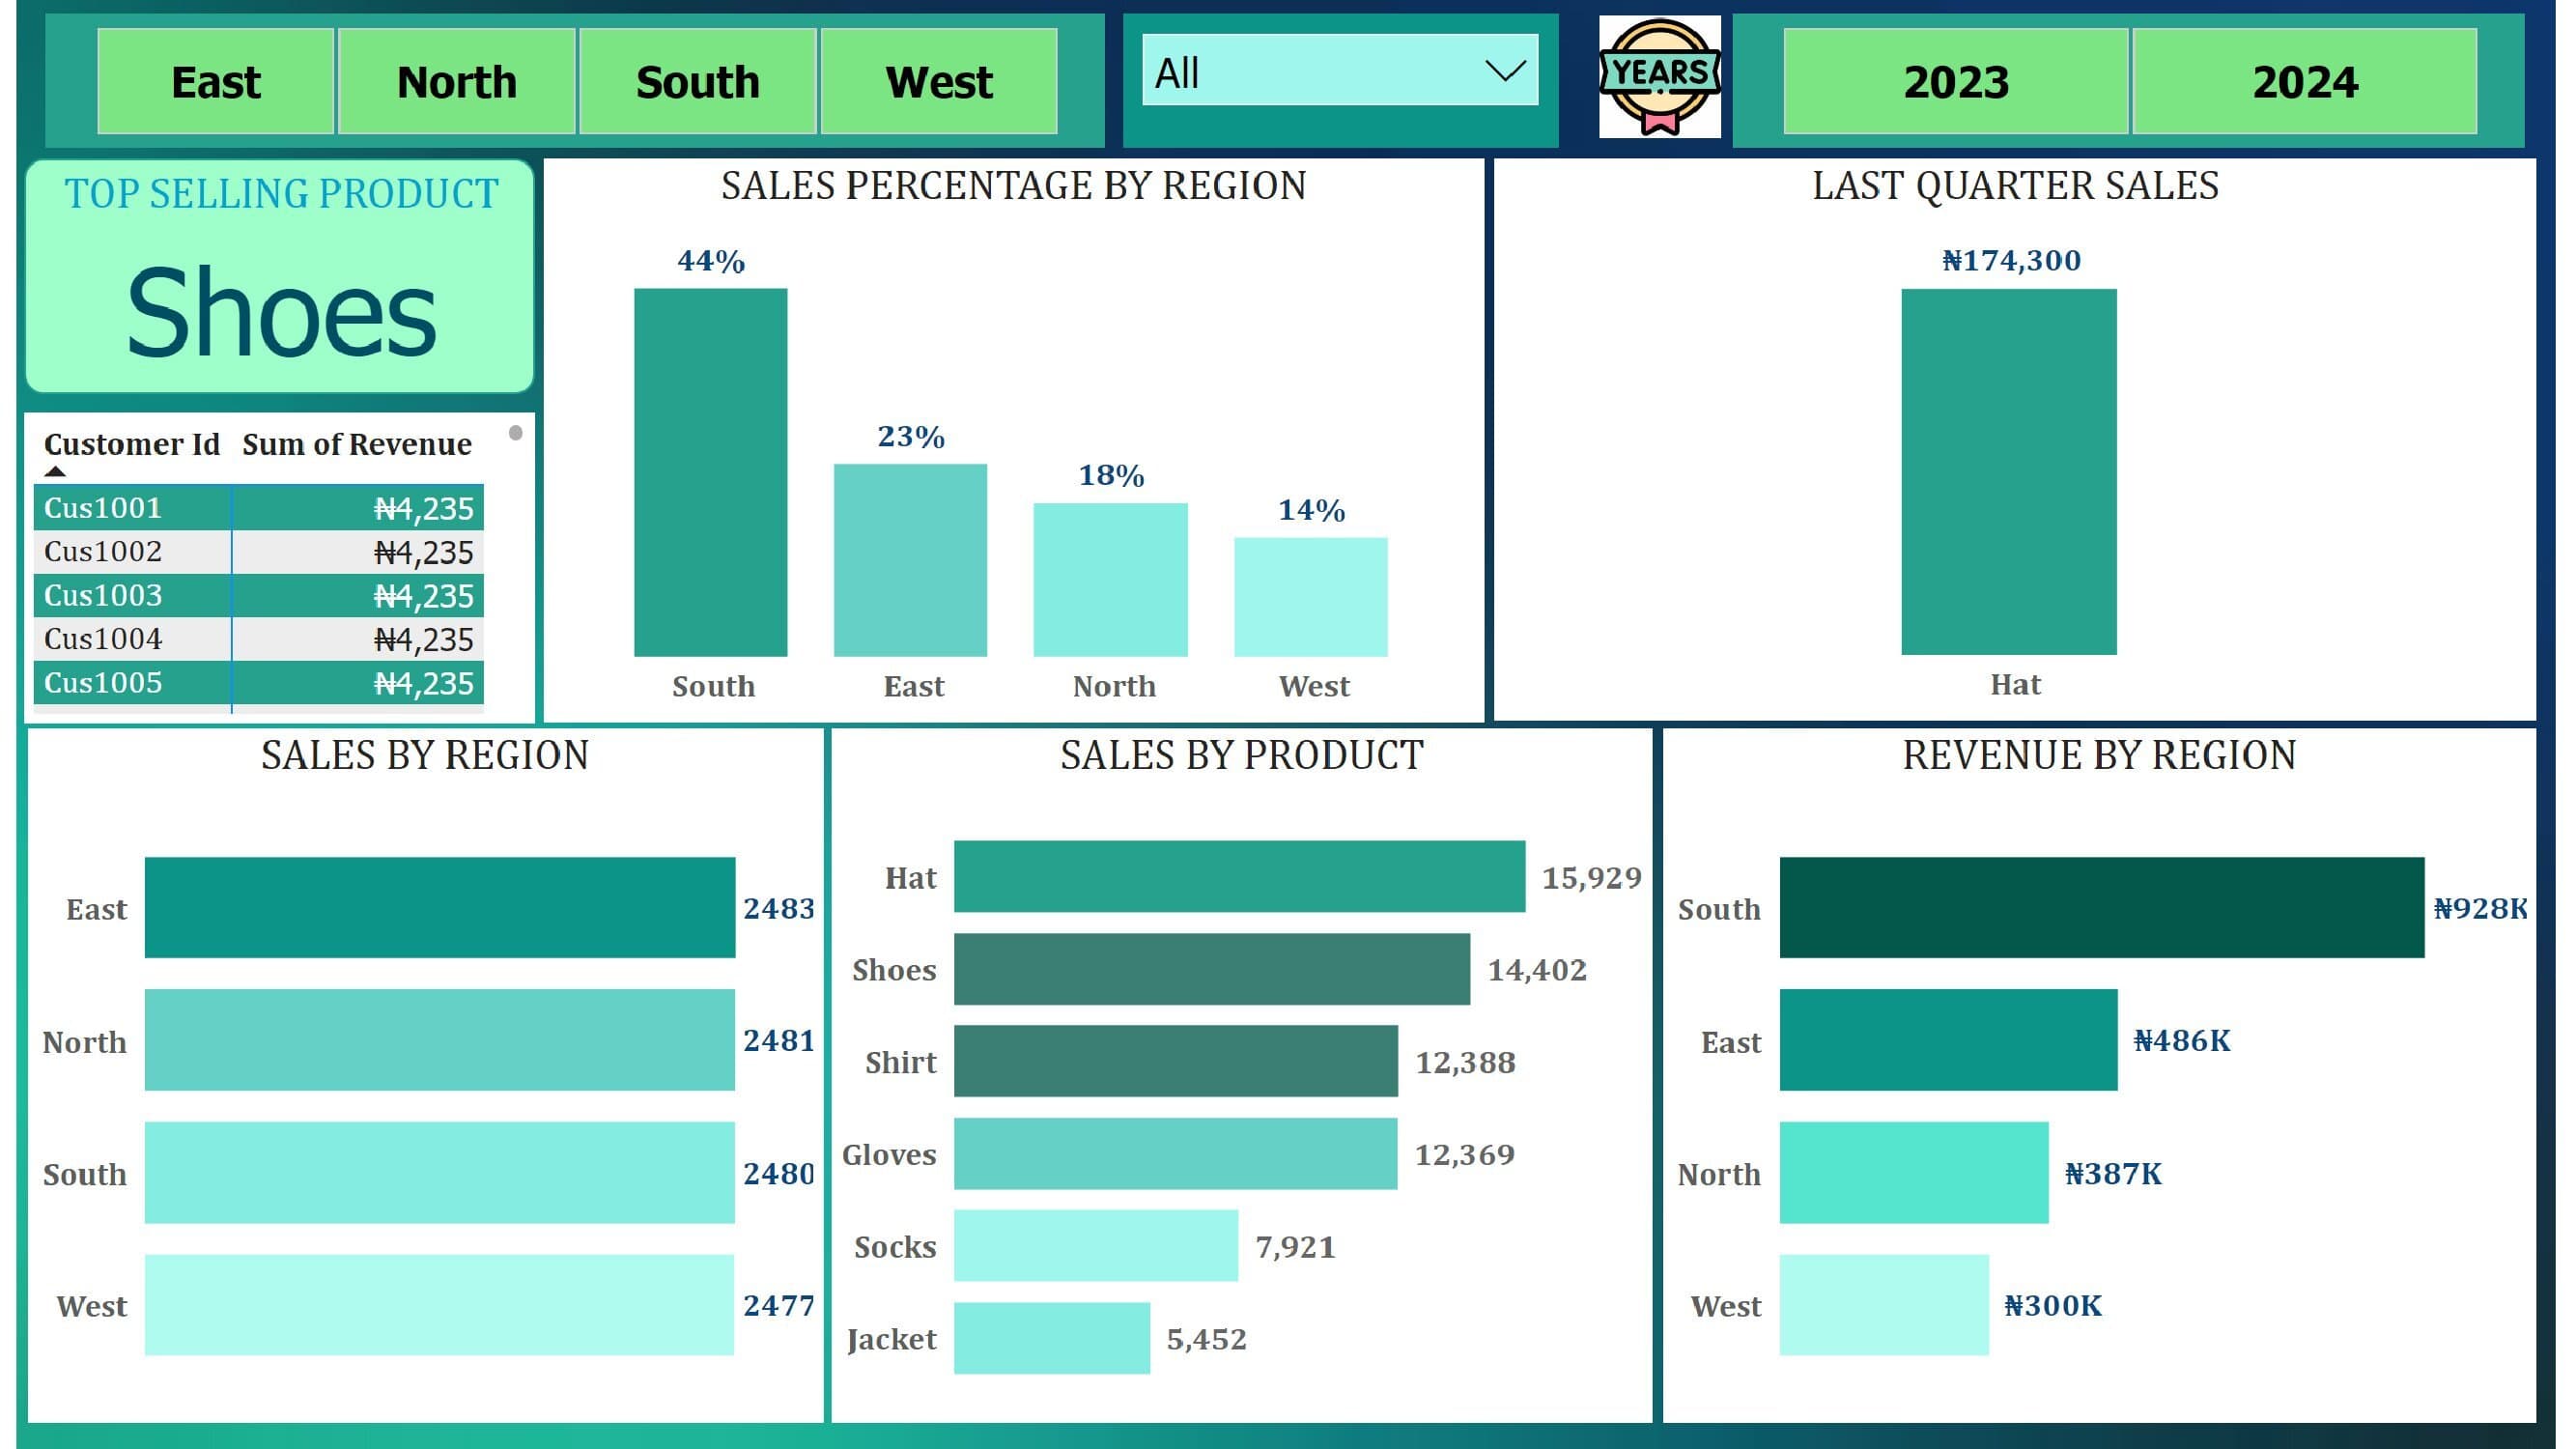 East North South West
All
YEARS
2023 2024
TOP SELLING PRODUCT
Shoes
Customer Id Sum of Revenue
Cus1001 ₦4,235
Cus1002 ₦4,235
Cus1003 ₦4,235
Cus1004 ₦4,235
Cus1005 ₦4,235
SALES PERCENTAGE BY REGION
44%
23%
18%
14%
South East North West
LAST QUARTER SALES
₦174,300
Hat
SALES BY REGION
East 2483
North 2481
South 2480
West 2477
SALES BY PRODUCT
Hat 15,929
Shoes 14,402
Shirt 12,388
Gloves 12,369
Socks 7,921
Jacket 5,452
REVENUE BY REGION
South ₦928K
East ₦486K
North ₦387K
West ₦300K